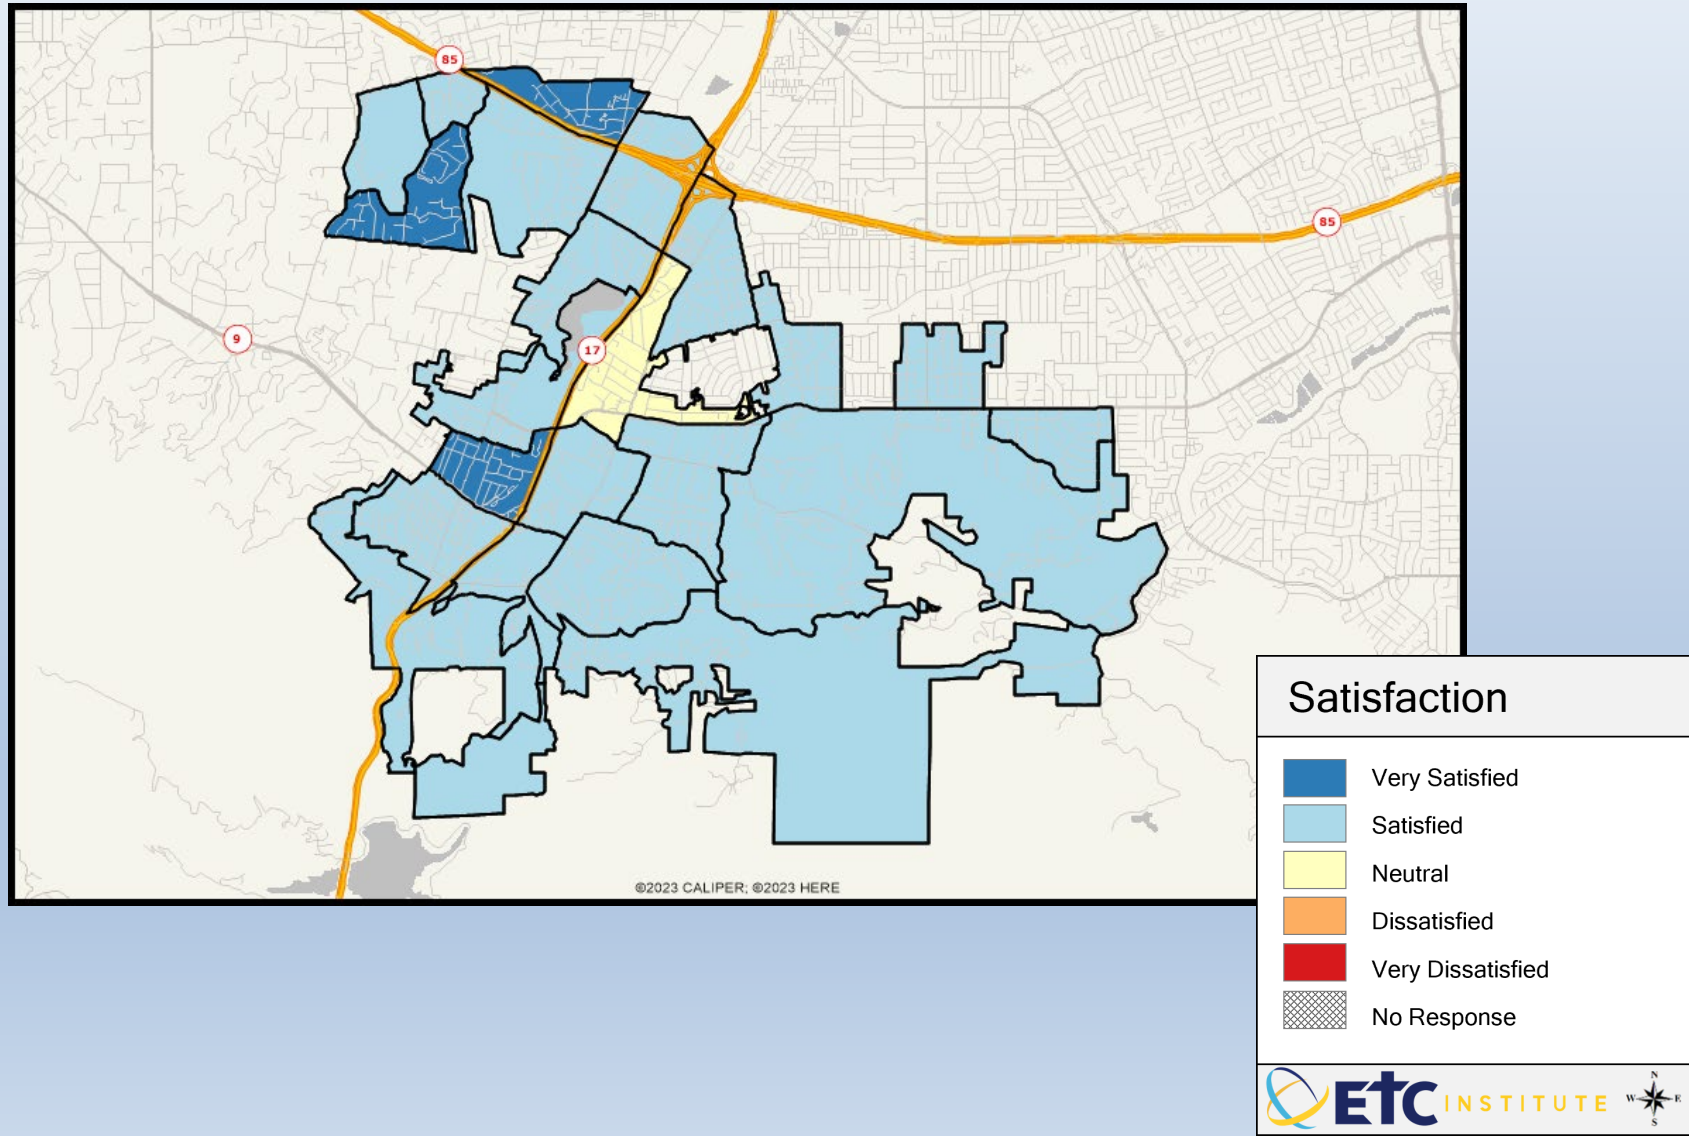 85
85
9
17
©2023 CALIPER; ©2023 HERE
Satisfaction
Very Satisfied
Satisfied
Neutral
Dissatisfied
Very Dissatisfied
No Response
ETC INSTITUTE
N
W E
S